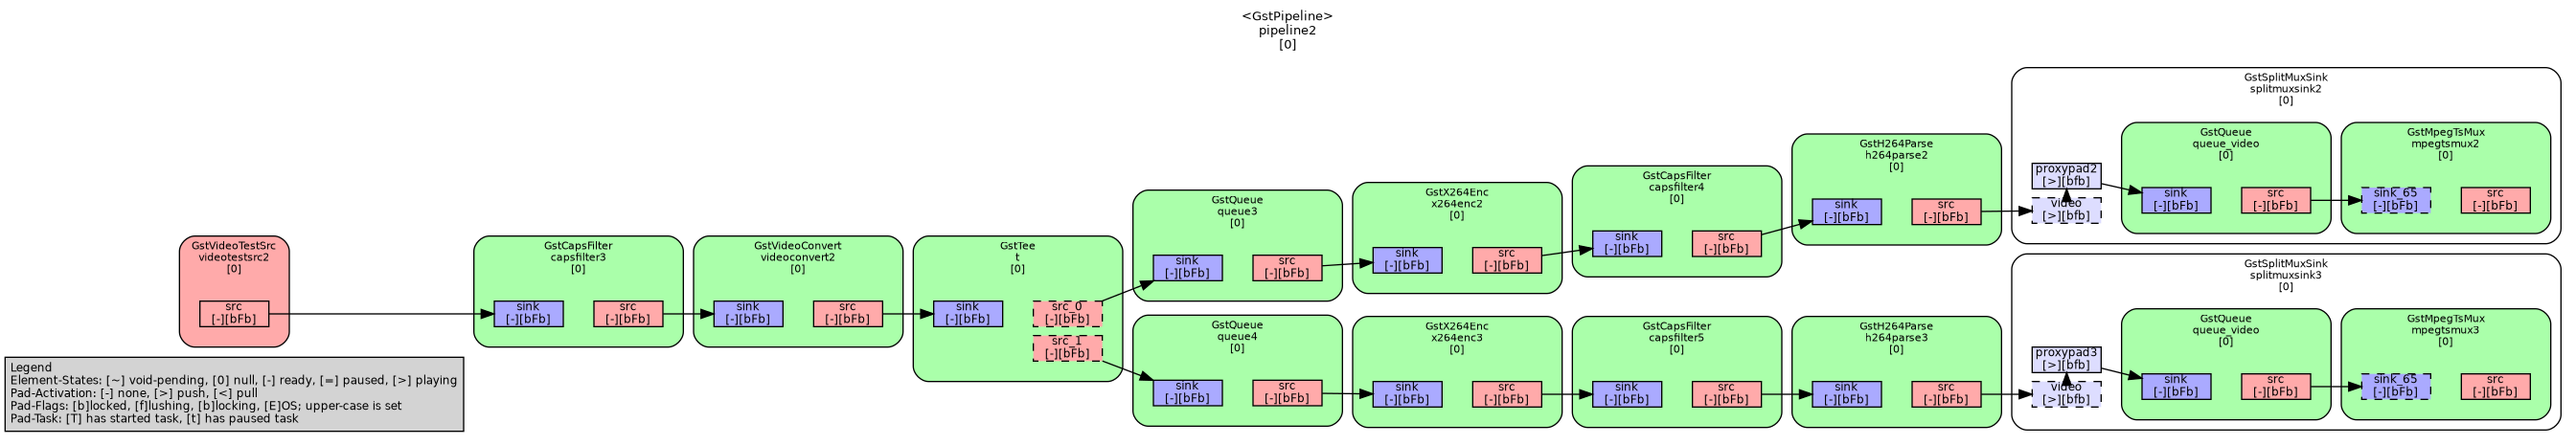 <GstPipeline>
pipeline2
[0]
GstVideoTestSrc
videotestsrc2
[0]
src
[-][bFb]
GstCapsFilter
capsfilter3
[0]
sink
[-][bFb]
src
[-][bFb]
GstVideoConvert
videoconvert2
[0]
sink
[-][bFb]
src
[-][bFb]
GstTee
t
[0]
sink
[-][bFb]
src_0
[-][bFb]
src_1
[-][bFb]
GstQueue
queue3
[0]
sink
[-][bFb]
src
[-][bFb]
GstX264Enc
x264enc2
[0]
sink
[-][bFb]
src
[-][bFb]
GstCapsFilter
capsfilter4
[0]
sink
[-][bFb]
src
[-][bFb]
GstH264Parse
h264parse2
[0]
sink
[-][bFb]
src
[-][bFb]
GstSplitMuxSink
splitmuxsink2
[0]
proxypad2
[>][bfb]
video
[>][bfb]
GstQueue
queue_video
[0]
sink
[-][bFb]
src
[-][bFb]
GstMpegTsMux
mpegtsmux2
[0]
sink_65
[-][bFb]
src
[-][bFb]
GstQueue
queue4
[0]
sink
[-][bFb]
src
[-][bFb]
GstX264Enc
x264enc3
[0]
sink
[-][bFb]
src
[-][bFb]
GstCapsFilter
capsfilter5
[0]
sink
[-][bFb]
src
[-][bFb]
GstH264Parse
h264parse3
[0]
sink
[-][bFb]
src
[-][bFb]
GstSplitMuxSink
splitmuxsink3
[0]
proxypad3
[>][bfb]
video
[>][bfb]
GstQueue
queue_video
[0]
sink
[-][bFb]
src
[-][bFb]
GstMpegTsMux
mpegtsmux3
[0]
sink_65
[-][bFb]
src
[-][bFb]
Legend
Element-States: [~] void-pending, [0] null, [-] ready, [=] paused, [>] playing
Pad-Activation: [-] none, [>] push, [<] pull
Pad-Flags: [b]locked, [f]lushing, [b]locking, [E]OS; upper-case is set
Pad-Task: [T] has started task, [t] has paused task